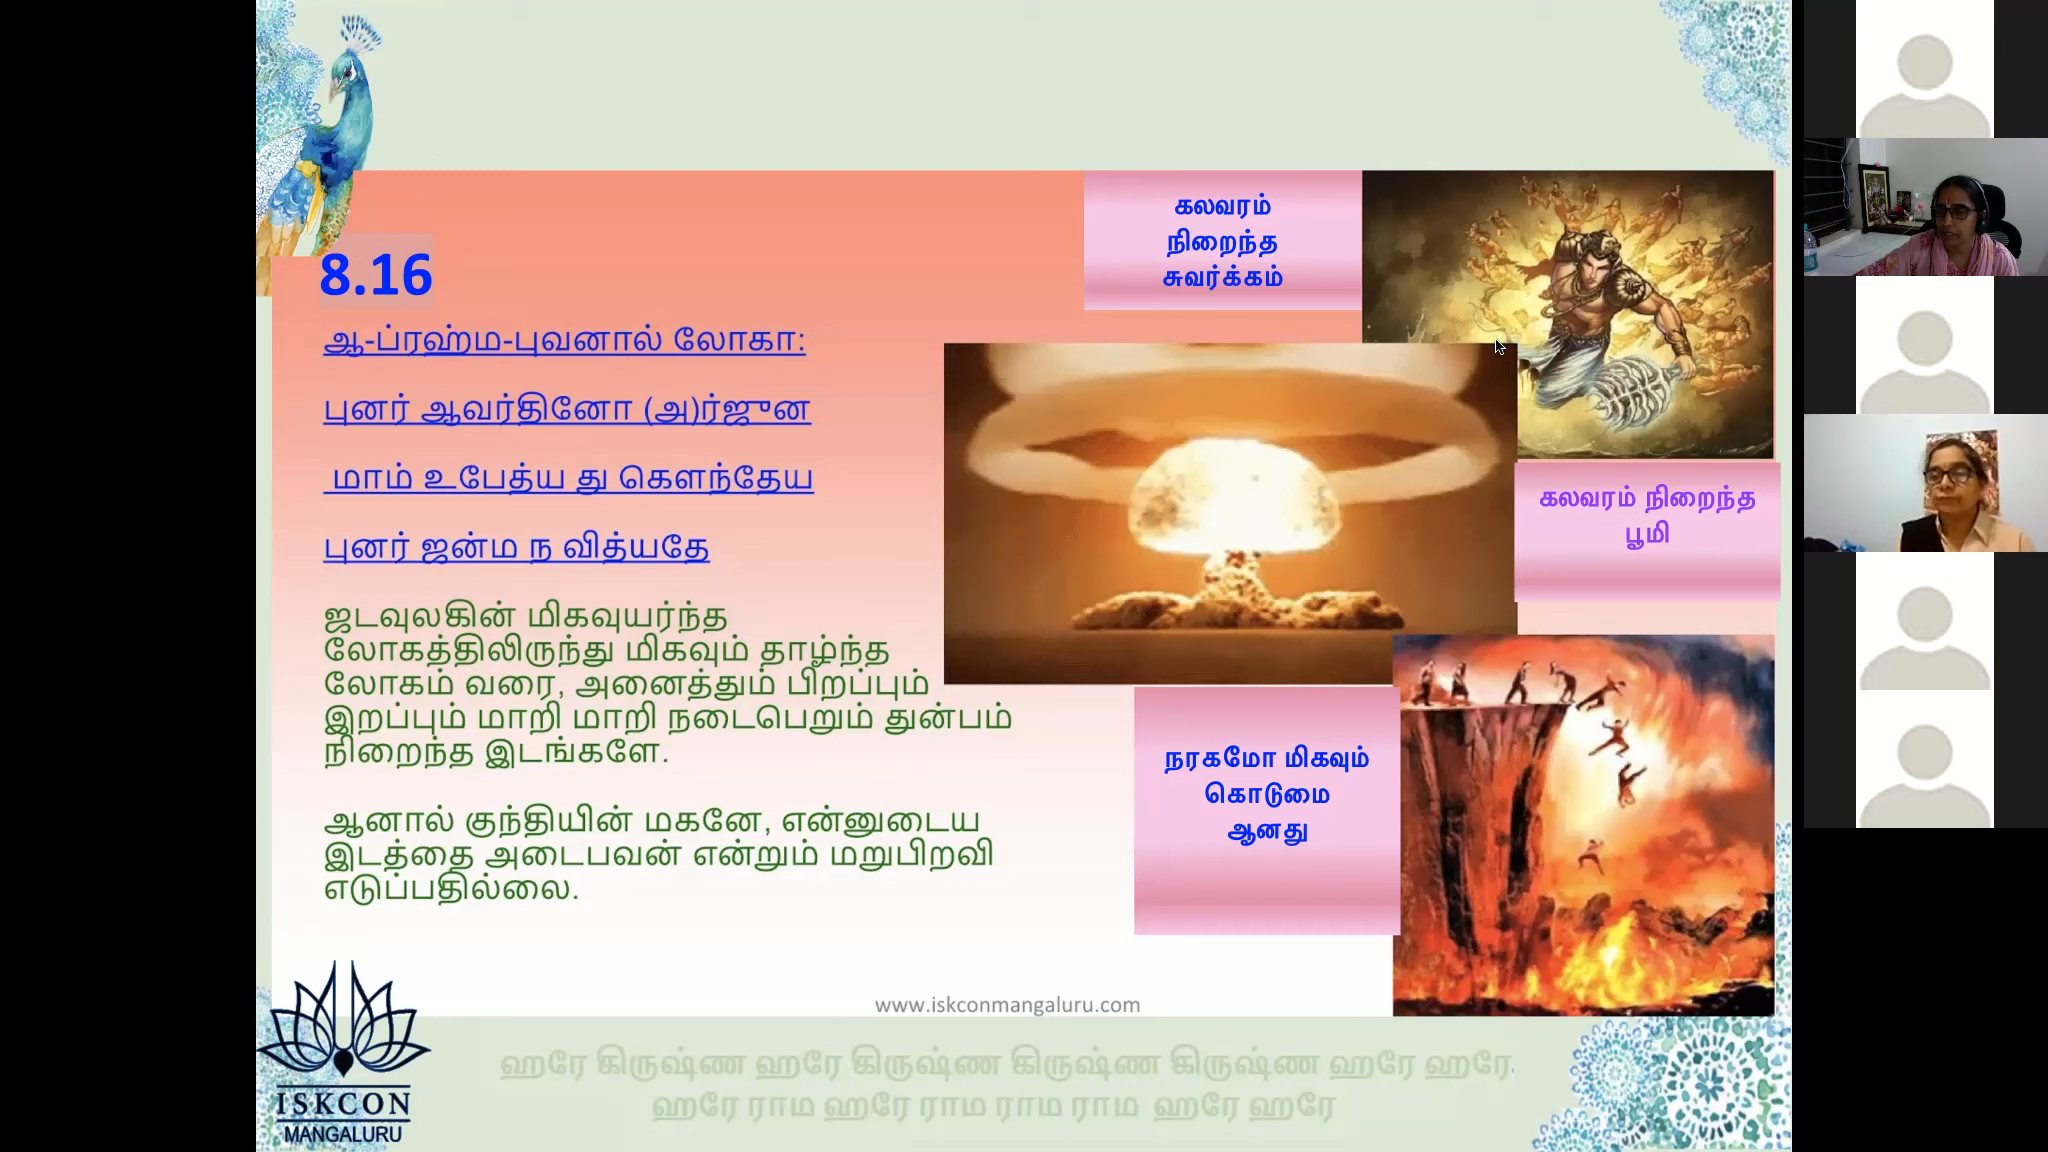 8.16
ஆ-ப்ரஹ்ம-புவனால் லோகா:
புனர் ஆவர்தினோ (அ)ர்ஜுன
மாம் உபேத்ய து கௌந்தேய
புனர் ஜன்ம ந வித்யதே
ஜடவுலகின் மிகவுயர்ந்த
லோகத்திலிருந்து மிகவும் தாழ்ந்த
லோகம் வரை, அனைத்தும் பிறப்பும்
இறப்பும் மாறி மாறி நடைபெறும் துன்பம்
நிறைந்த இடங்களே.
ஆனால் குந்தியின் மகனே, என்னுடைய
இடத்தை அடைபவன் என்றும் மறுபிறவி
எடுப்பதில்லை.
கலவரம்
நிறைந்த
சுவர்க்கம்
கலவரம் நிறைந்த
பூமி
நரகமோ மிகவும்
கொடுமை
ஆனது
www.iskconmangaluru.com
ஹரே கிருஷ்ண ஹரே கிருஷ்ண கிருஷ்ண கிருஷ்ண ஹரே ஹரே
ஹரே ராம ஹரே ராம ராம ராம ஹரே ஹரே
ISKCON
MANGALURU